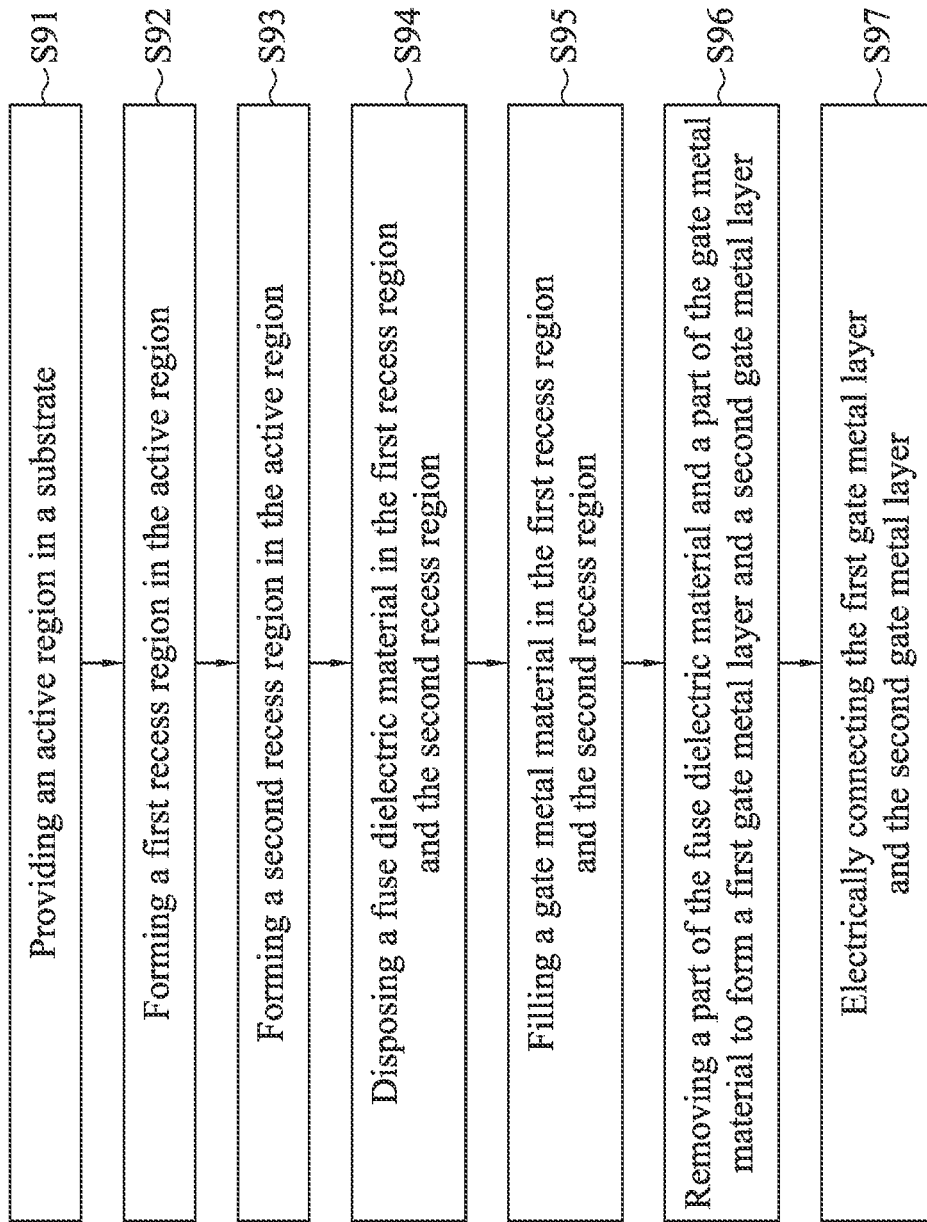 Providing an active region in a substrate
S91
Forming a first recess region in the active region
S92
Forming a second recess region in the active region
S93
Disposing a fuse dielectric material in the first recess region
and the second recess region
S94
Filling a gate metal material in the first recess region
and the second recess region
S95
Removing a part of the fuse dielectric material and a part of the gate metal
material to form a first gate metal layer and a second gate metal layer
S96
Electrically connecting the first gate metal layer
and the second gate metal layer
S97